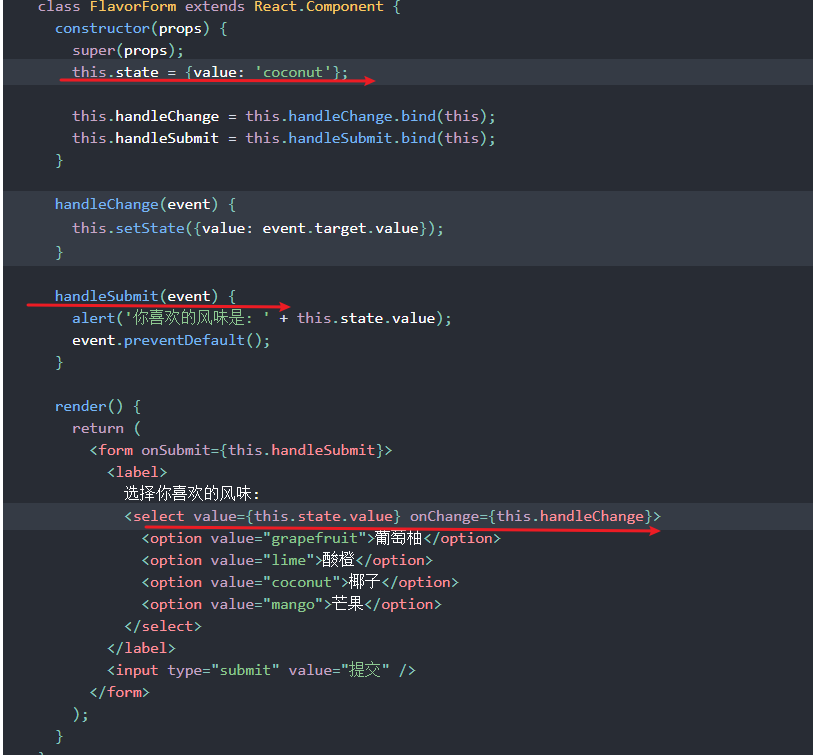 class FlavorForm extends React.Component {
  constructor(props) {
    super(props);
    this.state = {value: 'coconut'};

    this.handleChange = this.handleChange.bind(this);
    this.handleSubmit = this.handleSubmit.bind(this);
  }

  handleChange(event) {
    this.setState({value: event.target.value});
  }

  handleSubmit(event) {
    alert('你喜欢的风味是: ' + this.state.value);
    event.preventDefault();
  }

  render() {
    return (
      <form onSubmit={this.handleSubmit}>
        <label>
          选择你喜欢的风味:
          <select value={this.state.value} onChange={this.handleChange}>
            <option value="grapefruit">葡萄柚</option>
            <option value="lime">酸橙</option>
            <option value="coconut">椰子</option>
            <option value="mango">芒果</option>
          </select>
        </label>
        <input type="submit" value="提交" />
      </form>
    );
  }